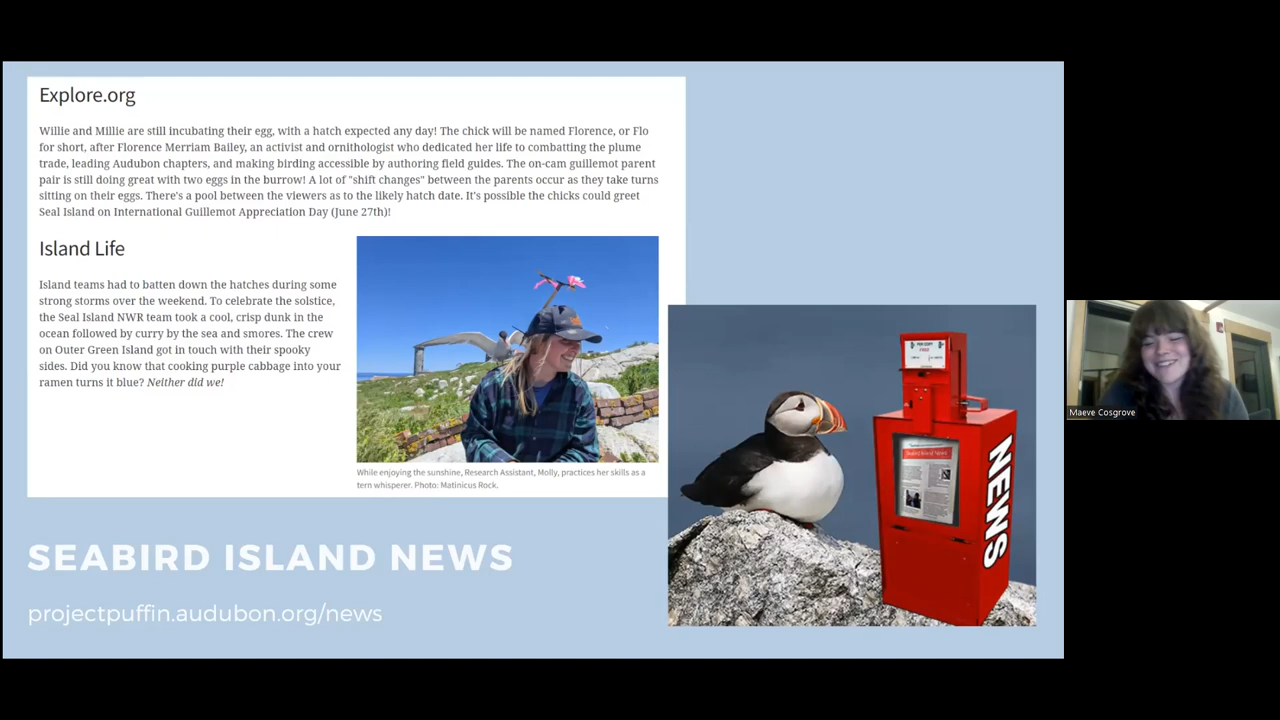 Explore.org
Willie and Millie are still incubating their egg, with a hatch expected any day! The chick will be named Florence, or Flo
for short, after Florence Merriam Bailey, an activist and ornithologist who dedicated her life to combatting the plume
trade, leading Audubon chapters, and making birding accessible by authoring field guides. The on-cam guillemot parent
pair is still doing great with two eggs in the burrow! A lot of "shift changes" between the parents occur as they take turns
sitting on their eggs. There's a pool between the viewers as to the likely hatch date. It's possible the chicks could greet
Seal Island on International Guillemot Appreciation Day (June 27th)!
Island Life
Island teams had to batten down the hatches during some
strong storms over the weekend. To celebrate the solstice,
the Seal Island NWR team took a cool, crisp dunk in the
ocean followed by curry by the sea and smores. The crew
on Outer Green Island got in touch with their spooky
sides. Did you know that cooking purple cabbage into your
ramen turns it blue? Neither did we!
While enjoying the sunshine, Research Assistant, Molly, practices her skills as a
tern whisperer. Photo: Matinicus Rock.
Seabird Island News
NEWS
SEABIRD ISLAND NEWS
projectpuffin.audubon.org/news
Maeve Cosgrove